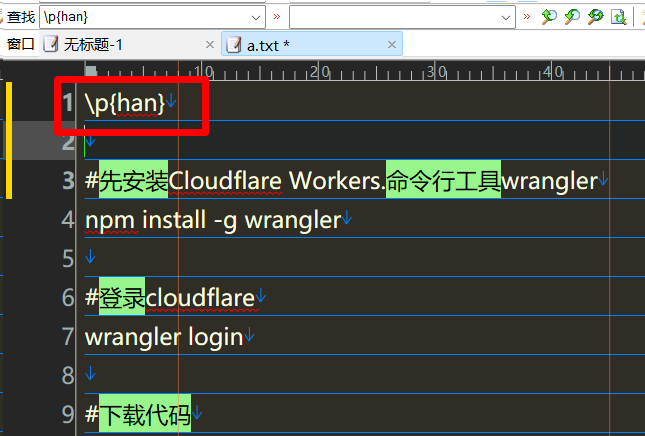 查找 \p{han}
窗口 无标题-1 a.txt *
10 20 30 40
1 \p{han}↓
2 ↓
3 #先安装Cloudflare Workers.命令行工具wrangler↓
4 npm install -g wrangler↓
5 ↓
6 #登录cloudflare↓
7 wrangler login↓
8 ↓
9 #下载代码↓